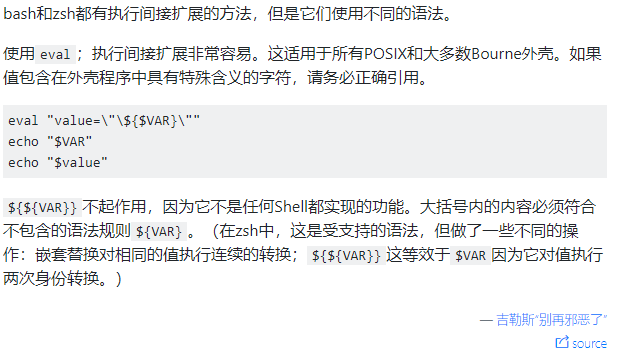 bash和zsh都有执行间接扩展的方法，但是它们使用不同的语法。
使用eval；执行间接扩展非常容易。这适用于所有POSIX和大多数Bourne外壳。如果
值包含在外壳程序中具有特殊含义的字符，请务必正确引用。
eval "value=\"\${$VAR}\""
echo "$VAR"
echo "$value"
${${VAR}}不起作用，因为它不是任何Shell都实现的功能。大括号内的内容必须符合
不包含的语法规则${VAR}。（在zsh中，这是受支持的语法，但做了一些不同的操
作：嵌套替换对相同的值执行连续的转换；${${VAR}}这等效于$VAR因为它对值执行
两次身份转换。）
— 吉勒斯“别再邪恶了”
source